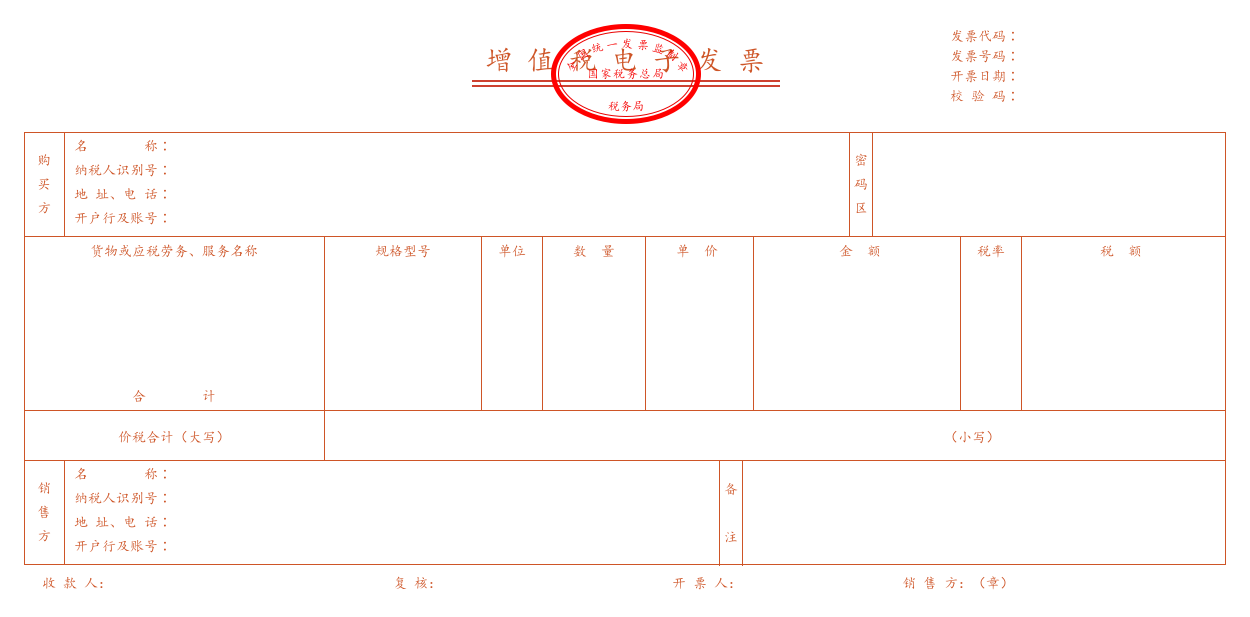 增 值 税 电 子 发 票
全国统一发票监制章
国家税务总局
税务局
发票代码：
发票号码：
开票日期：
校 验 码：
购买方
名 称：
纳税人识别号：
地 址、电 话：
开户行及账号：
密码区
货物或应税劳务、服务名称 规格型号 单位 数 量 单 价 金 额 税率 税 额
合 计
价税合计（大写） （小写）
销售方
名 称：
纳税人识别号：
地 址、电 话：
开户行及账号：
备注
收 款 人: 复 核: 开 票 人: 销 售 方:（章）